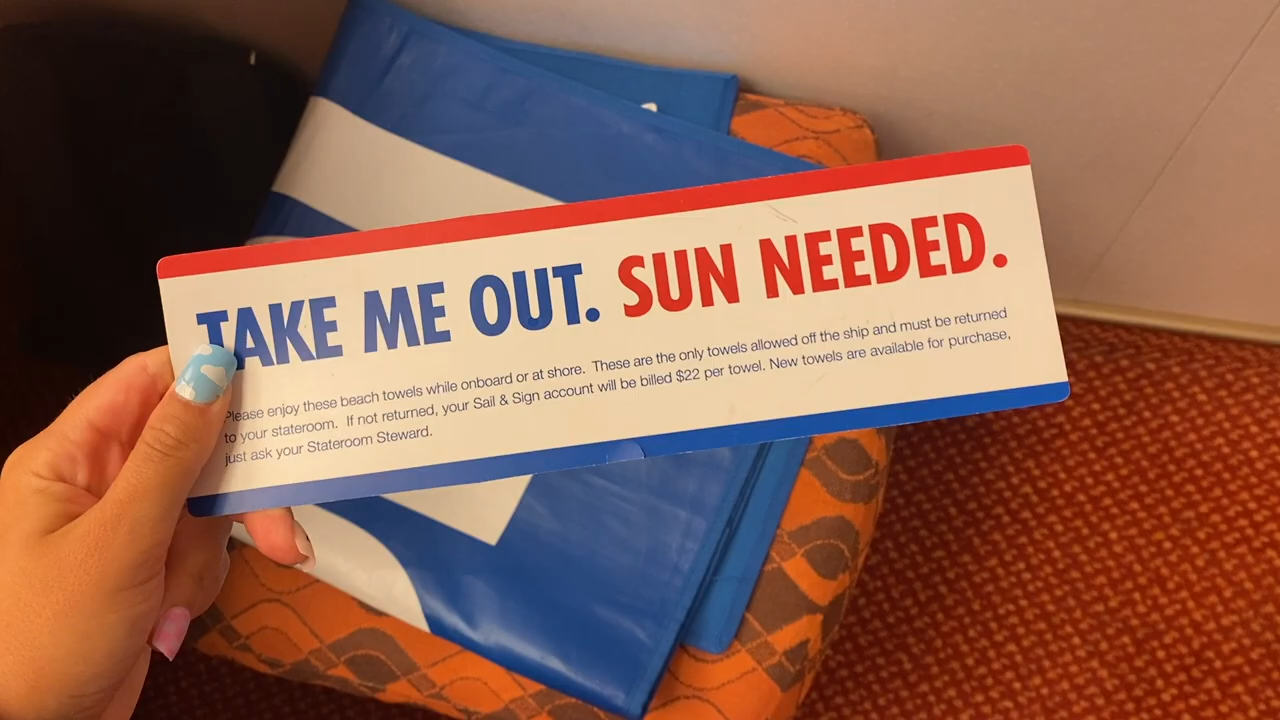 TAKE ME OUT. SUN NEEDED.
Please enjoy these beach towels while onboard or at shore. These are the only towels allowed off the ship and must be returned
to your stateroom. If not returned, your Sail & Sign account will be billed $22 per towel. New towels are available for purchase,
just ask your Stateroom Steward.